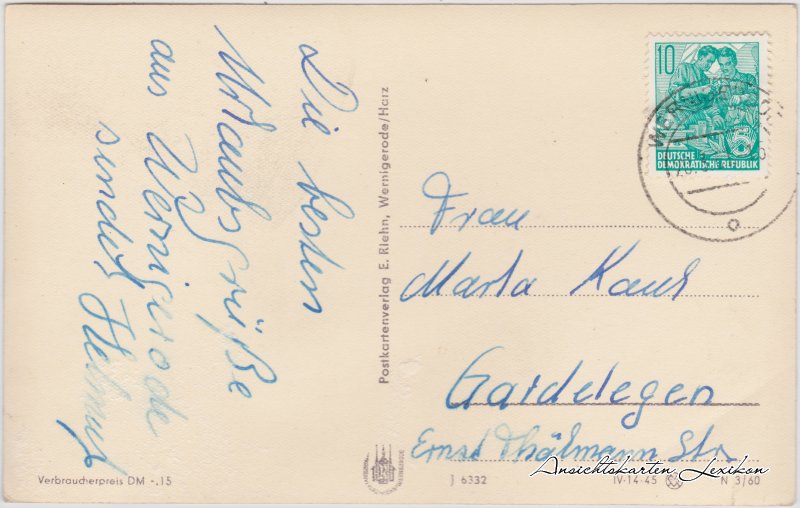 Die besten
Urlaubsgrüße
aus Wernigerode
sendet Helmut
Postkartenverlag E. Riehn, Wernigerode/Harz
10
DEUTSCHE
DEMOKRATISCHE REPUBLIK
Frau
Marta
Gardelegen
Ernst Thälmann Str.
Verbraucherpreis DM -.15
J 6332
IV-14-45
N 3/60
Ansichtskarten Lexikon